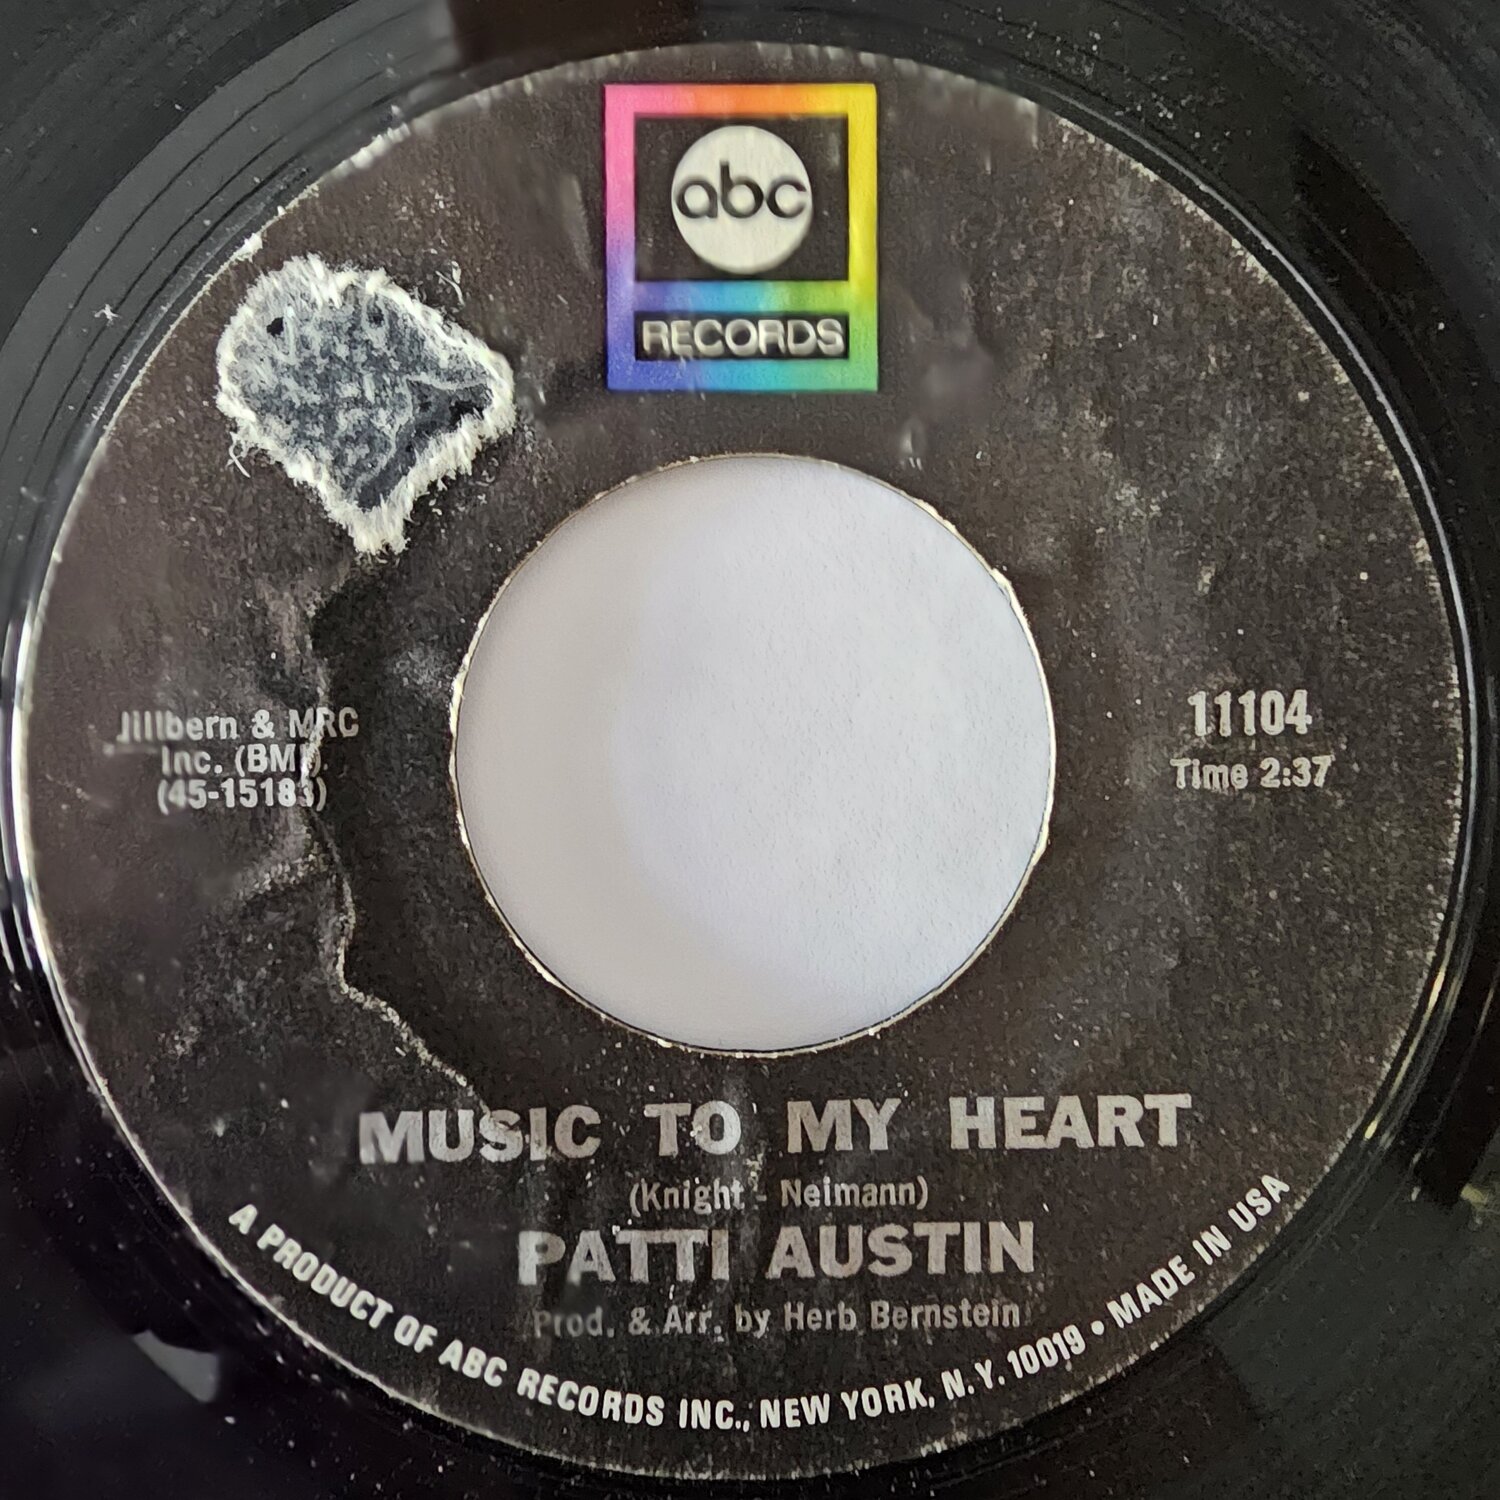 abc
RECORDS
Jillbern & MRC
Inc. (BMI)
(45-15183)
11104
Time 2:37
MUSIC TO MY HEART
(Knight - Neimann)
PATTI AUSTIN
Prod. & Arr. by Herb Bernstein
A PRODUCT OF ABC RECORDS INC., NEW YORK, N.Y. 10019 • MADE IN USA